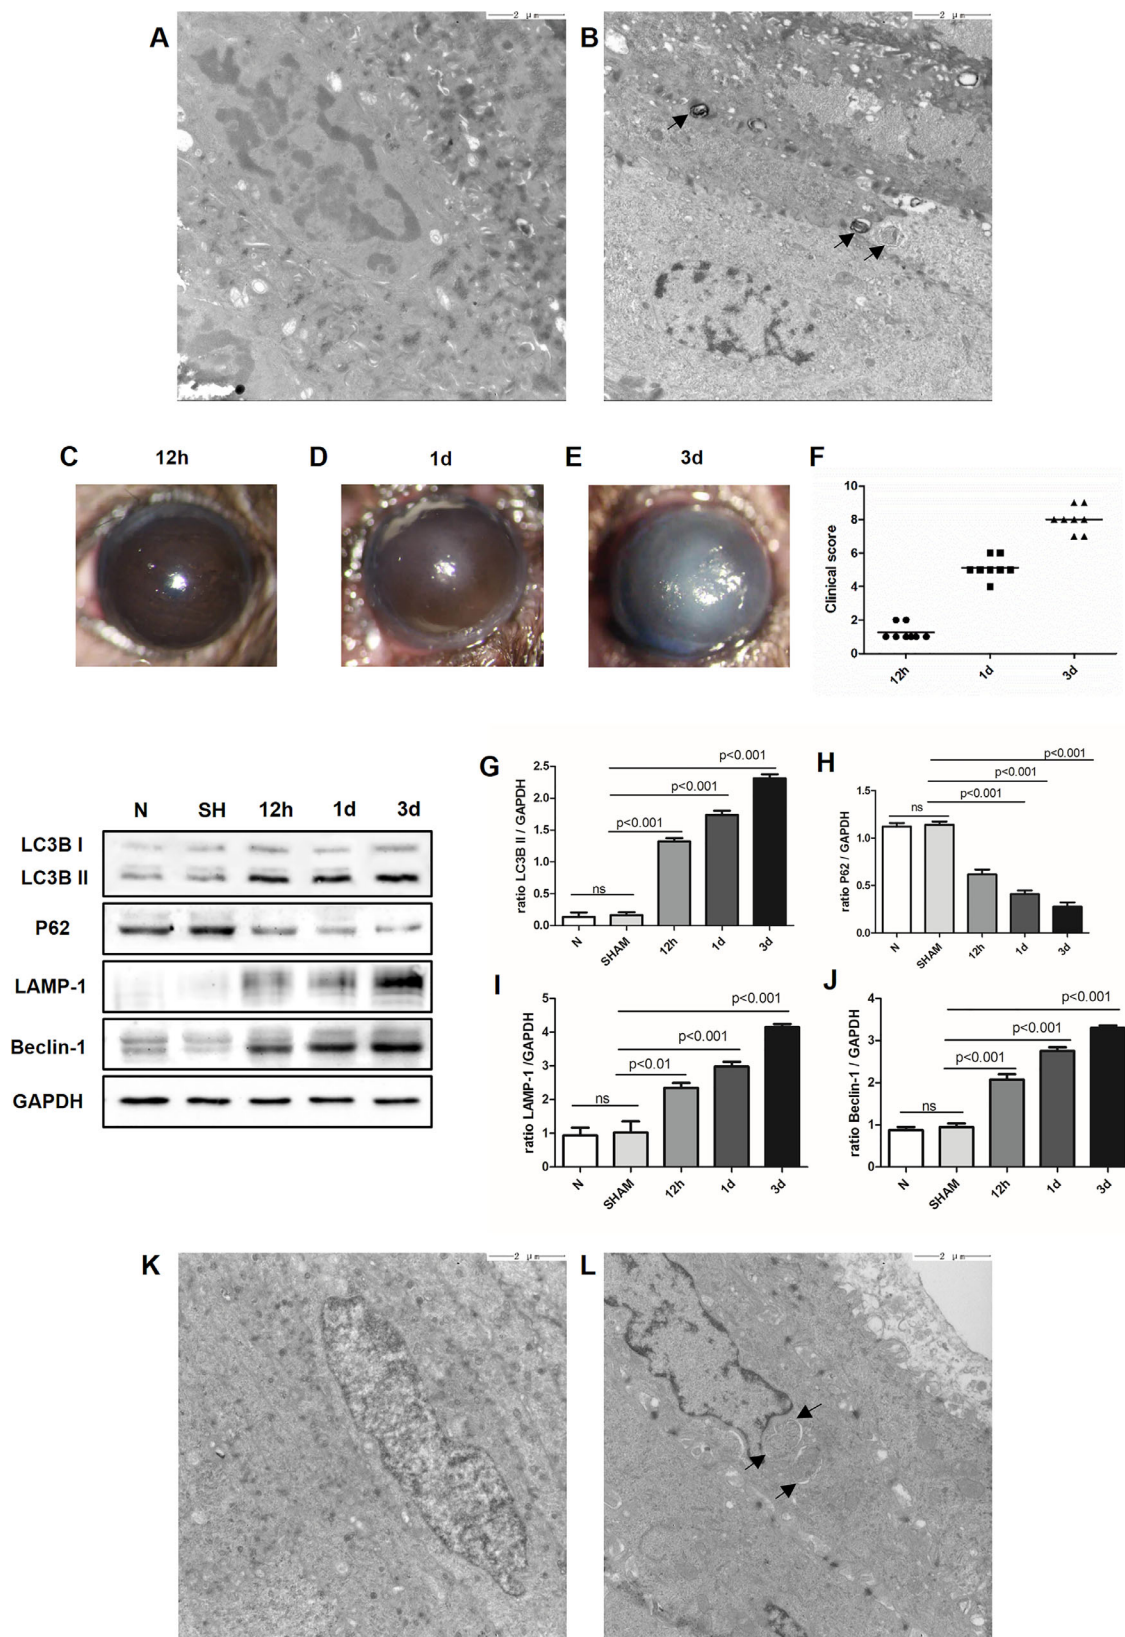 2 μm
2 μm
A
B
C 12h
D 1d
E 3d
F
10
8
6
4
2
0
Clinical score
12h 1d 3d
N SH 12h 1d 3d
LC3B I
LC3B II
P62
LAMP-1
Beclin-1
GAPDH
G
p<0.001
p<0.001
p<0.001
ns
2.5
2.0
1.5
1.0
0.5
0.0
ratio LC3B II / GAPDH
N SHAM 12h 1d 3d
H
p<0.001
p<0.001
p<0.001
ns
1.5
1.0
0.5
0.0
ratio P62 / GAPDH
N SHAM 12h 1d 3d
I
p<0.001
p<0.001
p<0.01
ns
5
4
3
2
1
0
ratio LAMP-1 /GAPDH
N SHAM 12h 1d 3d
J
p<0.001
p<0.001
p<0.001
ns
4
3
2
1
0
ratio Beclin-1 / GAPDH
N SHAM 12h 1d 3d
2 μm
2 μm
K
L